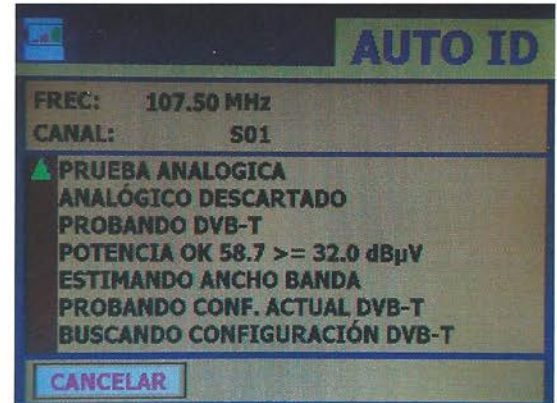 AUTO ID
FREC: 107.50 MHz
CANAL: S01
PRUEBA ANALOGICA
ANALÓGICO DESCARTADO
PROBANDO DVB-T
POTENCIA OK 58.7 >= 32.0 dBµV
ESTIMANDO ANCHO BANDA
PROBANDO CONF. ACTUAL DVB-T
BUSCANDO CONFIGURACIÓN DVB-T
CANCELAR